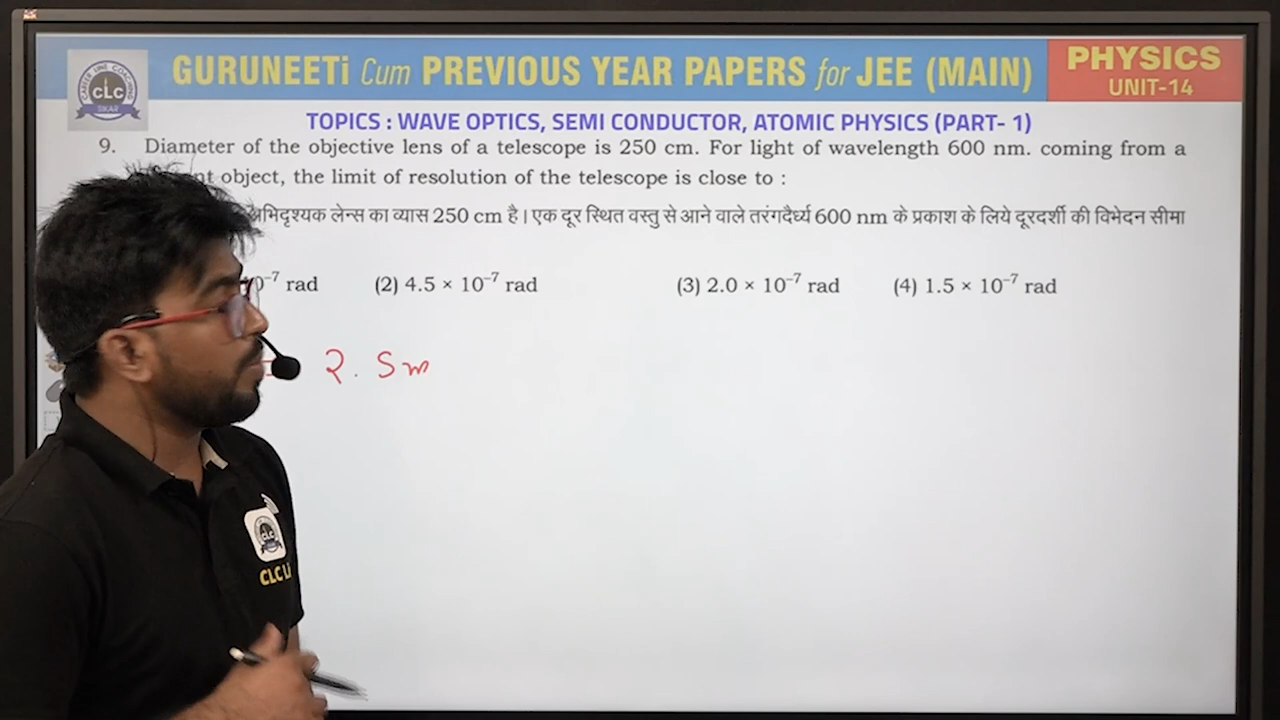 GURUNEETi Cum PREVIOUS YEAR PAPERS for JEE (MAIN)
PHYSICS
UNIT-14
CLC
SIKAR
TOPICS : WAVE OPTICS, SEMI CONDUCTOR, ATOMIC PHYSICS (PART- 1)
9. Diameter of the objective lens of a telescope is 250 cm. For light of wavelength 600 nm. coming from a
object, the limit of resolution of the telescope is close to :
अभिदृश्यक लेन्स का व्यास 250 cm है। एक दूर स्थित वस्तु से आने वाले तरंगदैर्ध्य 600 nm के प्रकाश के लिये दूरदर्शी की विभेदन सीमा
rad (2) 4.5 × 10⁻⁷ rad (3) 2.0 × 10⁻⁷ rad (4) 1.5 × 10⁻⁷ rad
2. 5 m
CLC